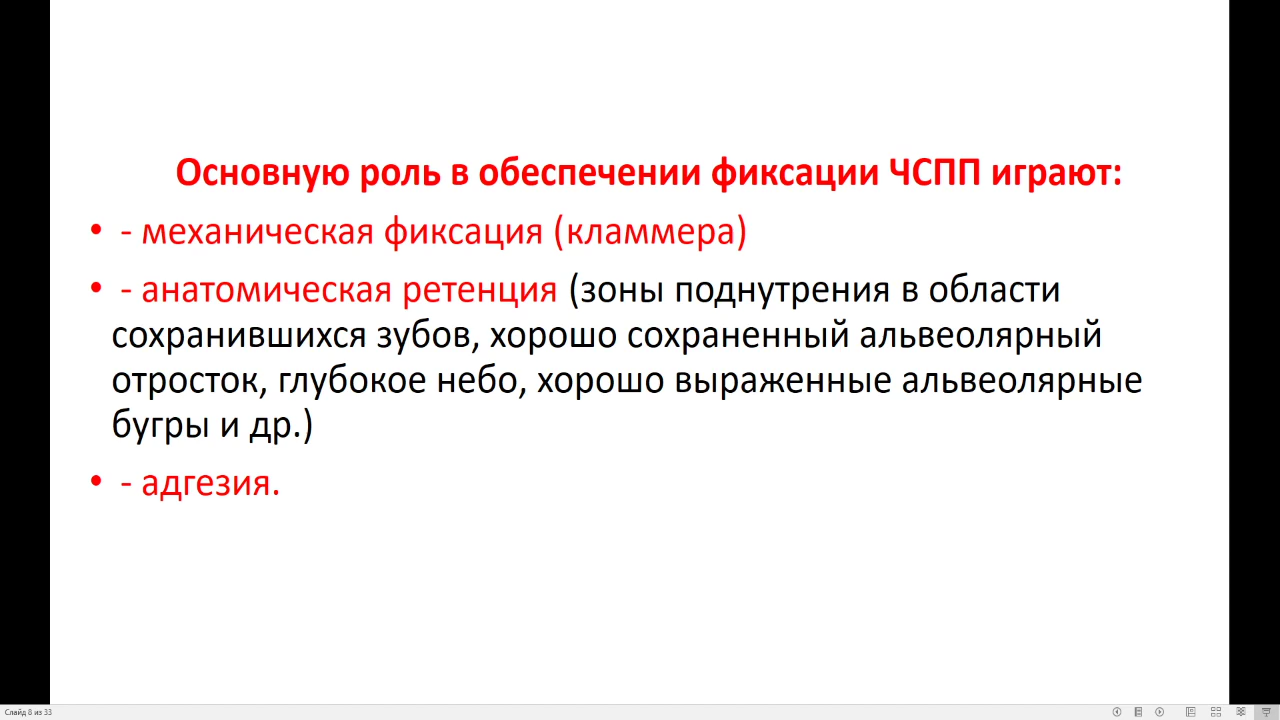 Основную роль в обеспечении фиксации ЧСПП играют:
• - механическая фиксация (кламмера)
• - анатомическая ретенция (зоны поднутрения в области
сохранившихся зубов, хорошо сохраненный альвеолярный
отросток, глубокое небо, хорошо выраженные альвеолярные
бугры и др.)
• - адгезия.
Слайд 8 из 33